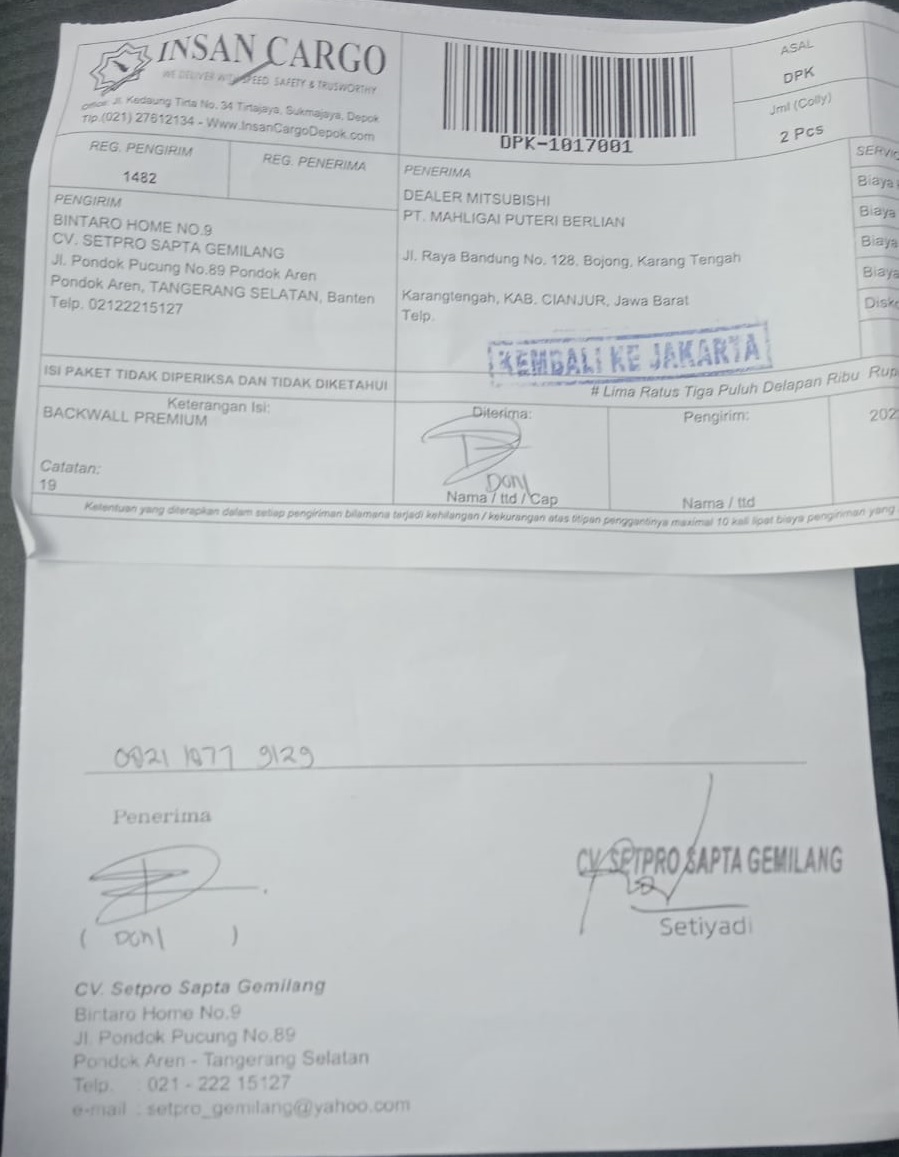 INSAN CARGO
WE DELIVER WITH SPEED, SAFETY & TRUSWORTHY
Office: Jl. Kedaung Tirta No. 34 Tirtajaya, Sukmajaya, Depok
Tlp.(021) 27612134 - Www.InsanCargoDepok.com
DPK-1017001
ASAL
DPK
Jml (Colly)
2 Pcs
REG. PENGIRIM
1482
REG. PENERIMA
PENGIRIM
BINTARO HOME NO.9
CV. SETPRO SAPTA GEMILANG
Jl. Pondok Pucung No.89 Pondok Aren
Pondok Aren, TANGERANG SELATAN, Banten
Telp. 02122215127
PENERIMA
DEALER MITSUBISHI
PT. MAHLIGAI PUTERI BERLIAN
Jl. Raya Bandung No. 128, Bojong, Karang Tengah
Karangtengah, KAB. CIANJUR, Jawa Barat
Telp.
SERVIC
Biaya
Biaya
Biaya
Biaya
Disk
KEMBALI KE JAKARTA
# Lima Ratus Tiga Puluh Delapan Ribu Rup
ISI PAKET TIDAK DIPERIKSA DAN TIDAK DIKETAHUI
Keterangan Isi:
BACKWALL PREMIUM
Catatan:
19
Diterima:
Doni
Nama / ttd / Cap
Pengirim:
Nama / ttd
202
Ketentuan yang diterapkan dalam setiap pengiriman bilamana terjadi kehilangan / kekurangan atas titipan penggantinya maximal 10 kali lipat biaya pengiriman yang
0821 1077 9129
Penerima
( Doni )
CV. SETPRO SAPTA GEMILANG
Setiyadi
CV. Setpro Sapta Gemilang
Bintaro Home No.9
Jl. Pondok Pucung No.89
Pondok Aren - Tangerang Selatan
Telp. : 021 - 222 15127
e-mail : setpro_gemilang@yahoo.com